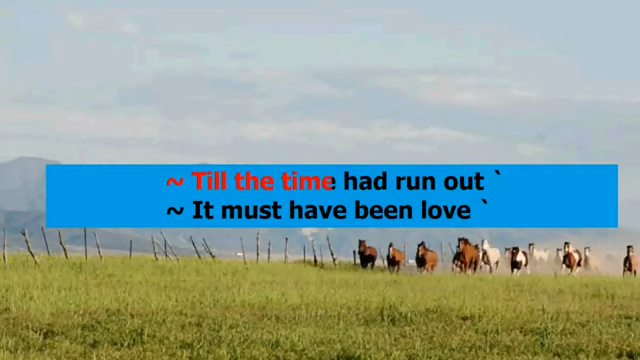 ~ Till the time had run out `
~ It must have been love `